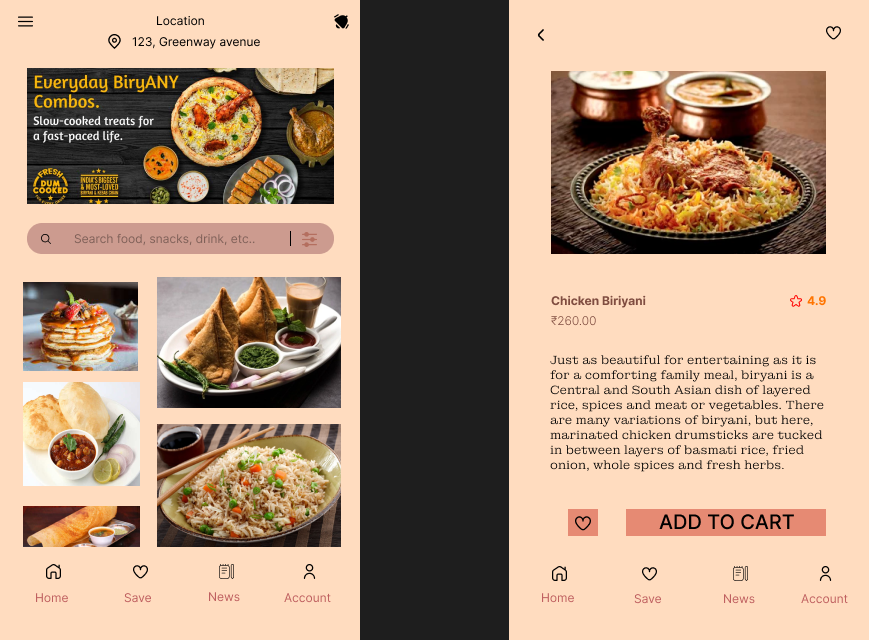 Location
123, Greenway avenue
Everyday BiryANY
Combos.
Slow-cooked treats for
a fast-paced life.
FRESH
DUM
COOKED
INDIA'S BIGGEST
& MOST-LOVED
BIRYANI & KEBAB CHAIN
Search food, snacks, drink, etc..
Home
Save
News
Account
Chicken Biriyani
4.9
₹260.00
Just as beautiful for entertaining as it is
for a comforting family meal, biryani is a
Central and South Asian dish of layered
rice, spices and meat or vegetables. There
are many variations of biryani, but here,
marinated chicken drumsticks are tucked
in between layers of basmati rice, fried
onion, whole spices and fresh herbs.
ADD TO CART
Home
Save
News
Account